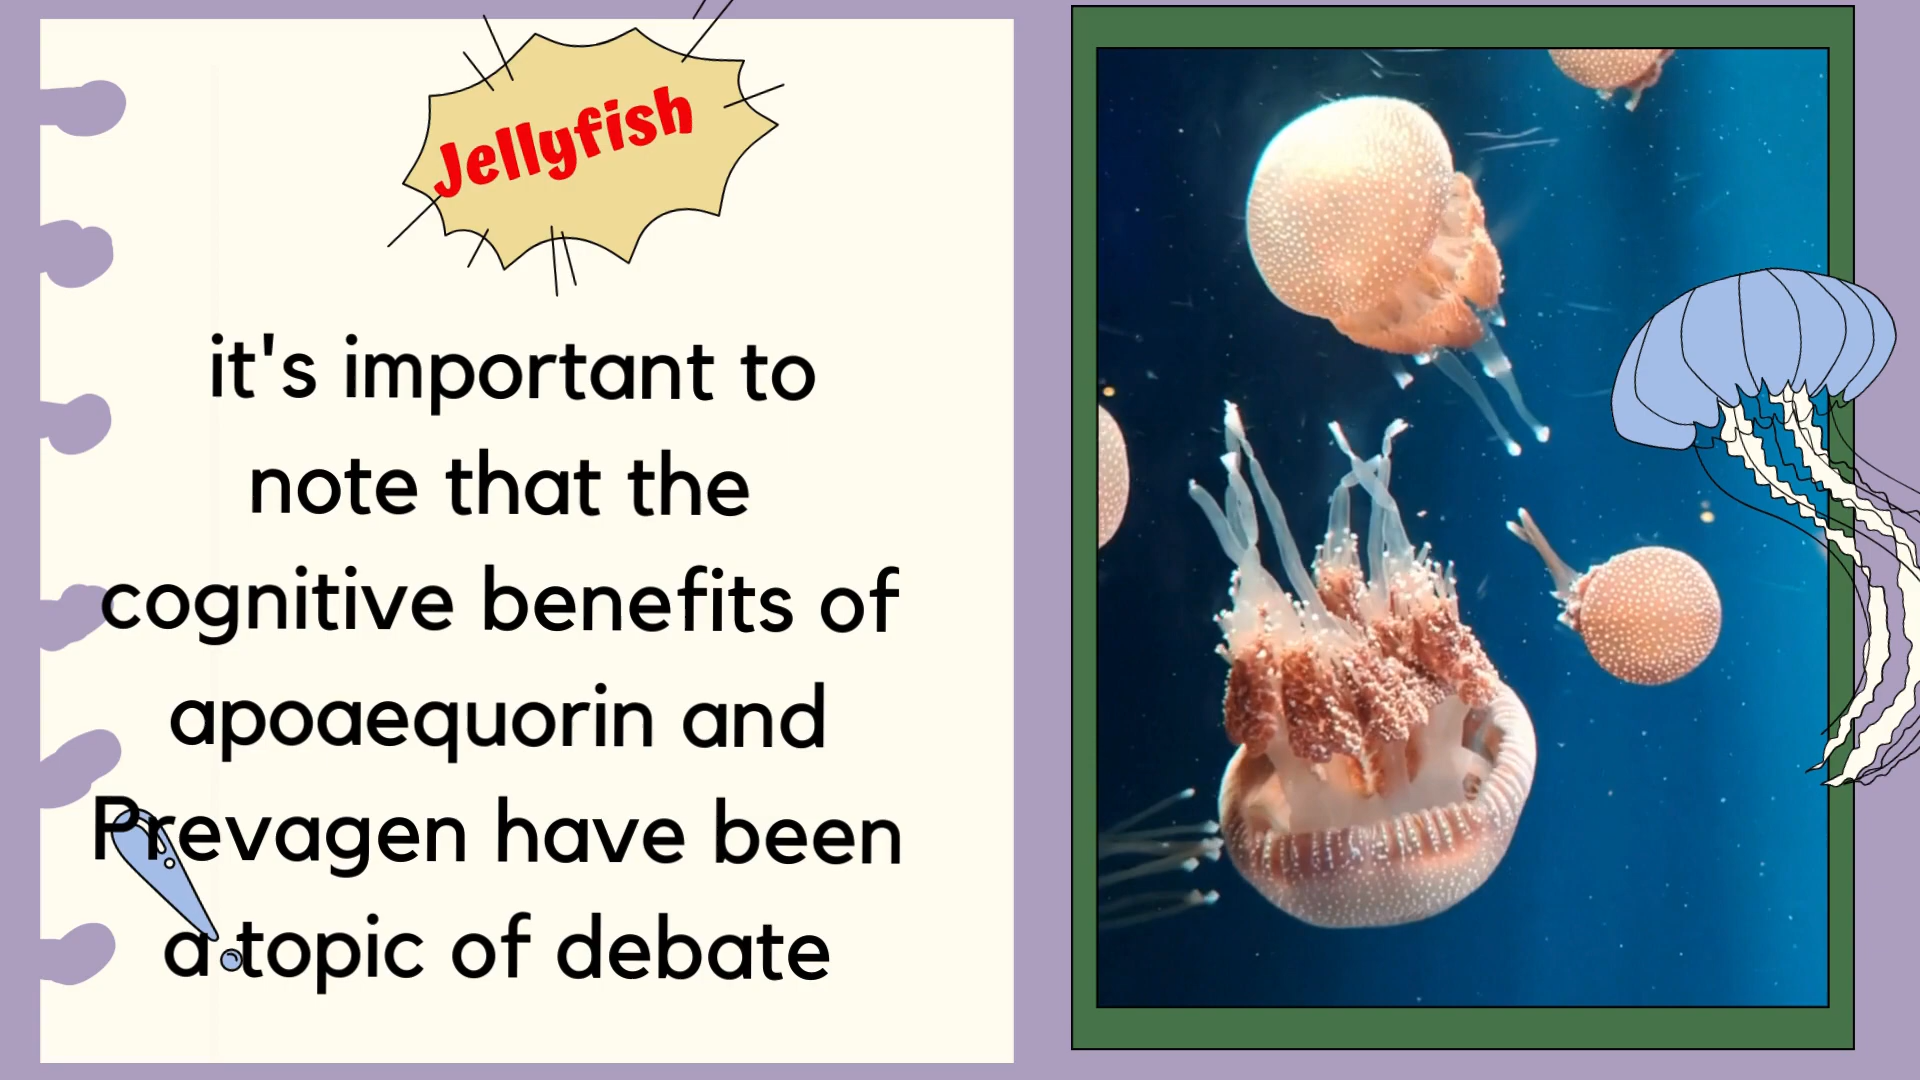 Jellyfish
it's important to
note that the
cognitive benefits of
apoaequorin and
Prevagen have been
a topic of debate